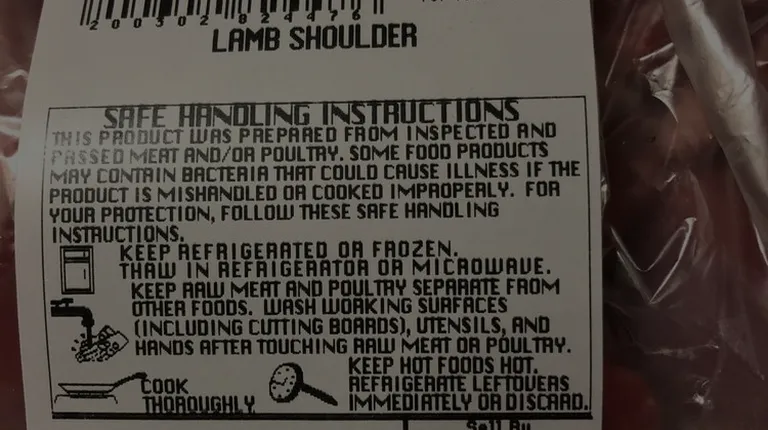 200302 824476
LAMB SHOULDER
SAFE HANDLING INSTRUCTIONS
THIS PRODUCT WAS PREPARED FROM INSPECTED AND
PASSED MEAT AND/OR POULTRY. SOME FOOD PRODUCTS
MAY CONTAIN BACTERIA THAT COULD CAUSE ILLNESS IF THE
PRODUCT IS MISHANDLED OR COOKED IMPROPERLY. FOR
YOUR PROTECTION, FOLLOW THESE SAFE HANDLING
INSTRUCTIONS.
KEEP REFRIGERATED OR FROZEN.
THAW IN REFRIGERATOR OR MICROWAVE.
KEEP RAW MEAT AND POULTRY SEPARATE FROM
OTHER FOODS. WASH WORKING SURFACES
(INCLUDING CUTTING BOARDS), UTENSILS, AND
HANDS AFTER TOUCHING RAW MEAT OR POULTRY.
COOK
THOROUGHLY.
KEEP HOT FOODS HOT.
REFRIGERATE LEFTOVERS
IMMEDIATELY OR DISCARD.
Sell By